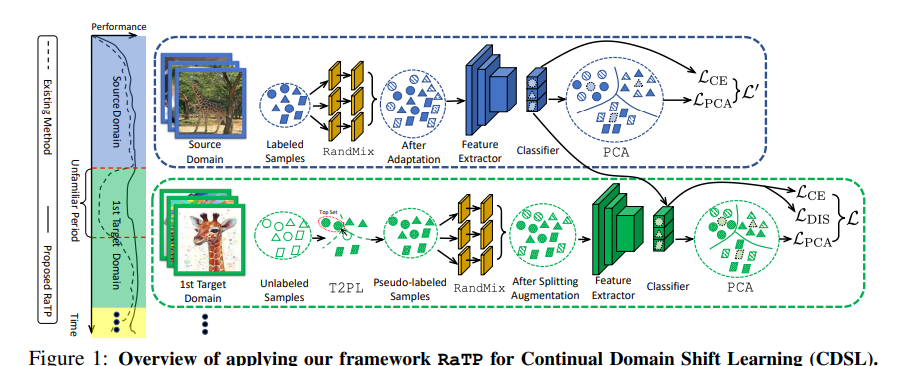 Performance
Existing Method
Proposed RaTP
Source Domain
Unfamiliar Period
1st Target Domain
Time
Source
Domain
Labeled
Samples
RandMix
After
Adaptation
Feature
Extractor
Classifier
PCA
ℒCE
ℒPCA
ℒ′
1st Target
Domain
Unlabeled
Samples
Top Set
T2PL
Pseudo-labeled
Samples
RandMix
After Splitting
Augmentation
Feature
Extractor
Classifier
PCA
ℒCE
ℒDIS
ℒPCA
ℒ
Figure 1: Overview of applying our framework RaTP for Continual Domain Shift Learning (CDSL).